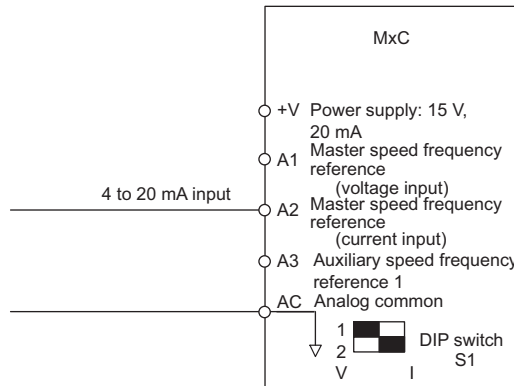 MxC
+V Power supply: 15 V,
20 mA
A1 Master speed frequency
reference
(voltage input)
4 to 20 mA input
A2 Master speed frequency
reference
(current input)
A3 Auxiliary speed frequency
reference 1
AC Analog common
1
2
V I
DIP switch
S1